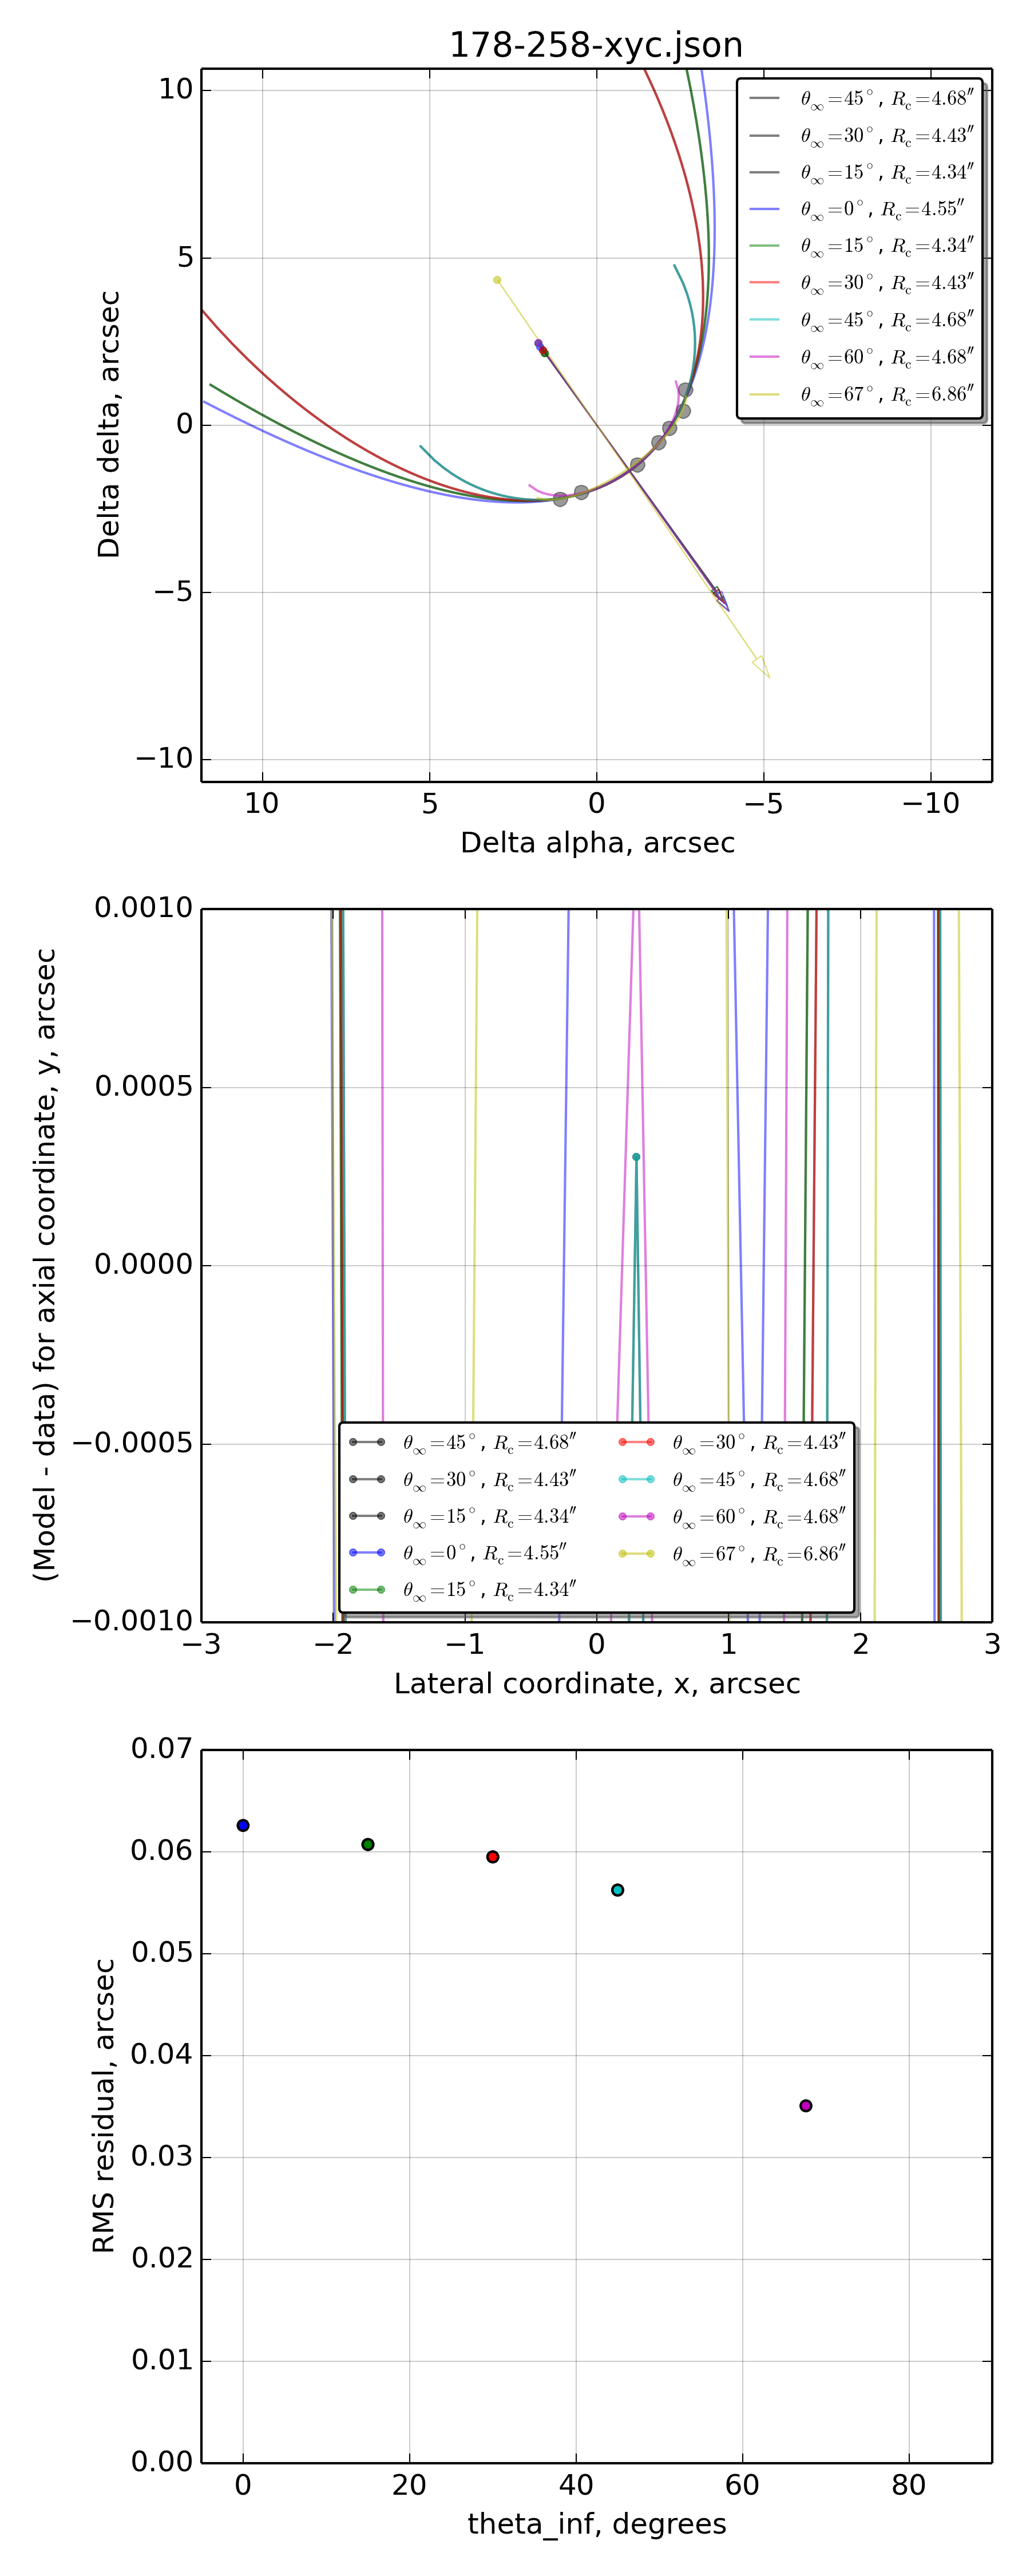 178-258-xyc.json
10
5
0
−5
−10
Delta delta, arcsec
θ∞=45°, Rc=4.68″
θ∞=30°, Rc=4.43″
θ∞=15°, Rc=4.34″
θ∞=0°, Rc=4.55″
θ∞=15°, Rc=4.34″
θ∞=30°, Rc=4.43″
θ∞=45°, Rc=4.68″
θ∞=60°, Rc=4.68″
θ∞=67°, Rc=6.86″
10 5 0 −5 −10
Delta alpha, arcsec
0.0010
0.0005
0.0000
−0.0005
−0.0010
(Model - data) for axial coordinate, y, arcsec
θ∞=45°, Rc=4.68″
θ∞=30°, Rc=4.43″
θ∞=15°, Rc=4.34″
θ∞=0°, Rc=4.55″
θ∞=15°, Rc=4.34″
θ∞=30°, Rc=4.43″
θ∞=45°, Rc=4.68″
θ∞=60°, Rc=4.68″
θ∞=67°, Rc=6.86″
−3 −2 −1 0 1 2 3
Lateral coordinate, x, arcsec
0.07
0.06
0.05
0.04
0.03
0.02
0.01
0.00
RMS residual, arcsec
0 20 40 60 80
theta_inf, degrees